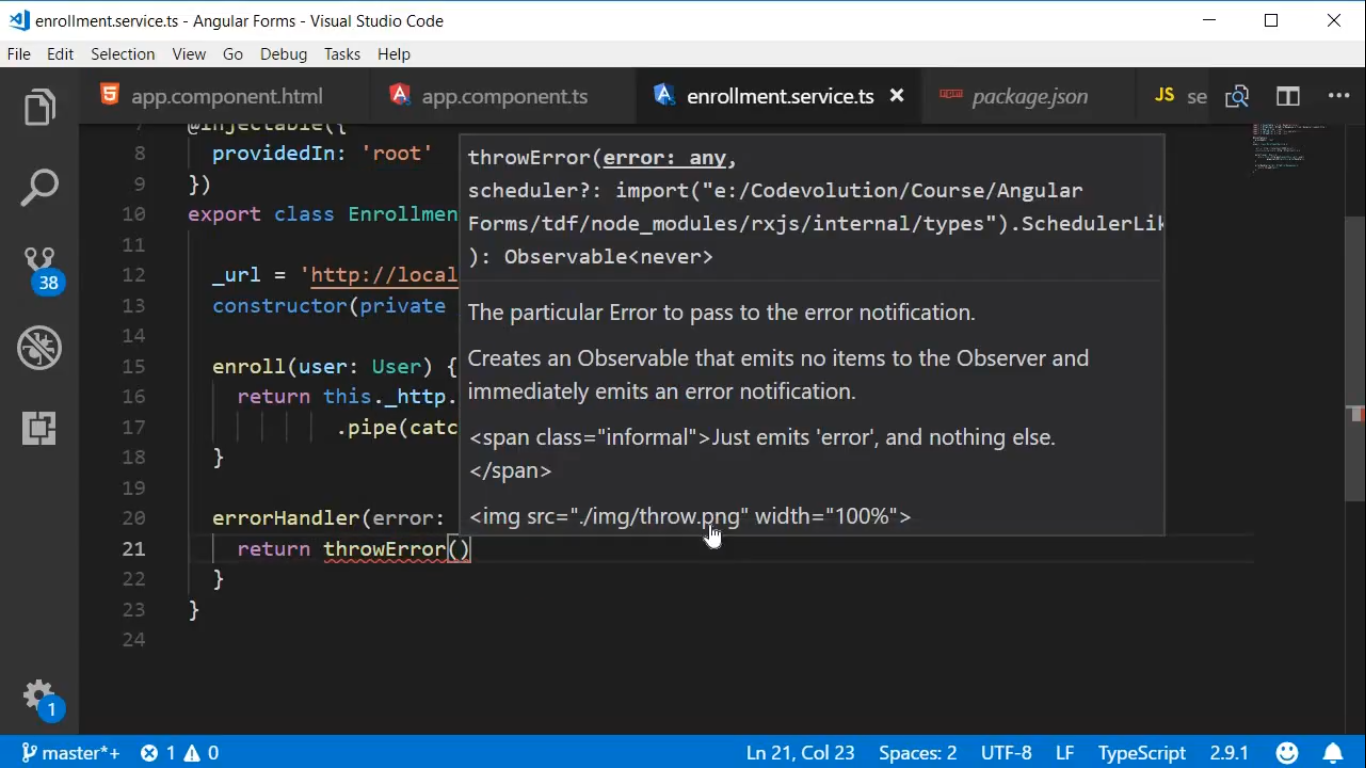 enrollment.service.ts - Angular Forms - Visual Studio Code
File Edit Selection View Go Debug Tasks Help
app.component.html app.component.ts enrollment.service.ts package.json JS se
7 @Injectable({
8 providedIn: 'root'
9 })
10 export class Enrollmen
11
12 _url = 'http://local
13 constructor(private
14
15 enroll(user: User) {
16 return this._http.
17 .pipe(catc
18 }
19
20 errorHandler(error:
21 return throwError()
22 }
23 }
24
throwError(error: any,
scheduler?: import("e:/Codevolution/Course/Angular
Forms/tdf/node_modules/rxjs/internal/types").SchedulerLik
): Observable<never>
The particular Error to pass to the error notification.
Creates an Observable that emits no items to the Observer and
immediately emits an error notification.
<span class="informal">Just emits 'error', and nothing else.
</span>
<img src="./img/throw.png" width="100%">
38
1
master*+ 1 0 Ln 21, Col 23 Spaces: 2 UTF-8 LF TypeScript 2.9.1